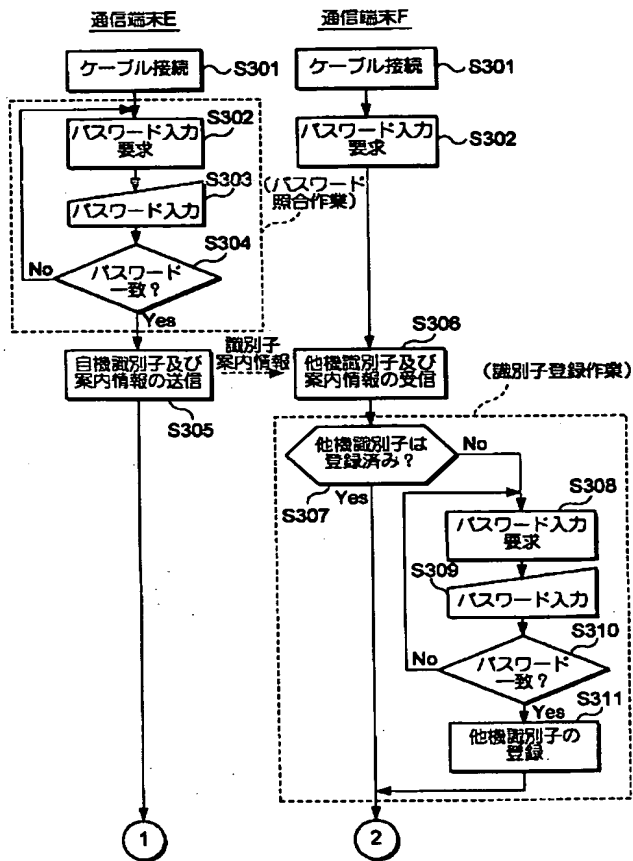 通信端末E
通信端末F
ケーブル接続
S301
ケーブル接続
S301
S302
パスワード入力
要求
パスワード入力
要求
S302
S303
パスワード入力
(パスワード
照合作業)
S304
No
パスワード
一致?
Yes
S306
自機識別子及び
案内情報の送信
S305
識別子
案内情報
他機識別子及び
案内情報の受信
(識別子登録作業)
他機識別子は
登録済み?
No
S307
Yes
S308
パスワード入力
要求
S309
パスワード入力
S310
No
パスワード
一致?
Yes
S311
他機識別子の
登録
1
2